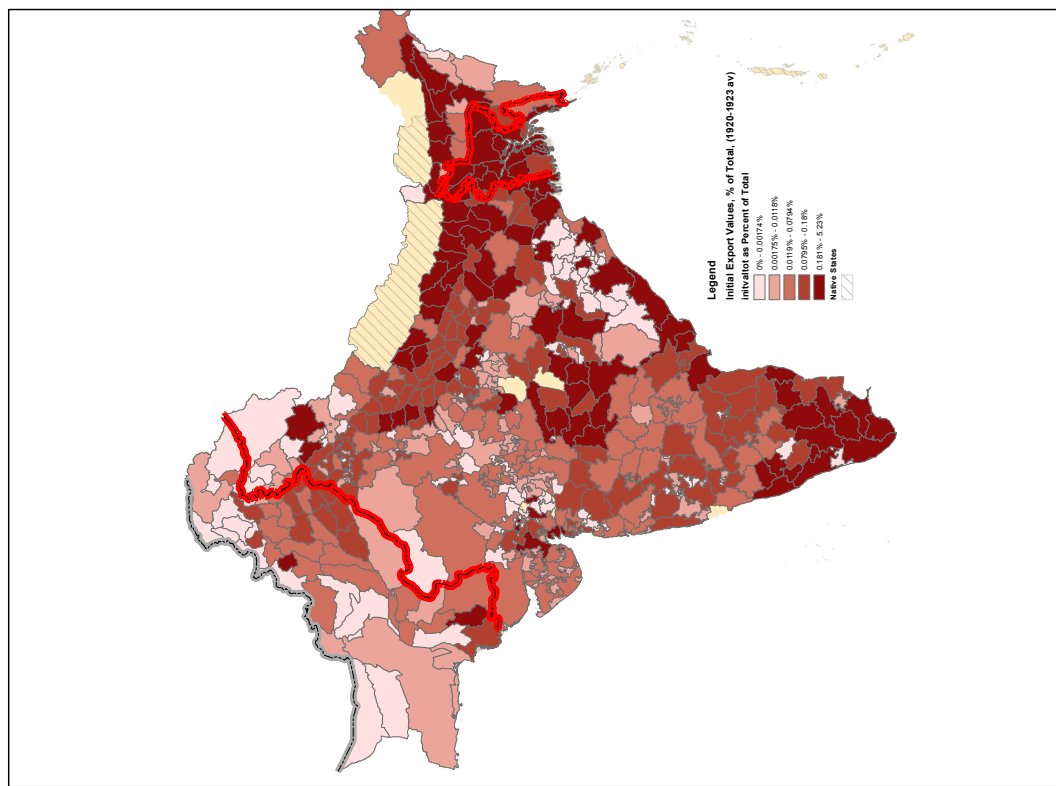 Legend
Initial Export Values, % of Total, (1920-1923 av)
initvaltot as Percent of Total
0% - 0.00174%
0.00175% - 0.0118%
0.0119% - 0.0794%
0.0795% - 0.18%
0.181% - 5.23%
Native States